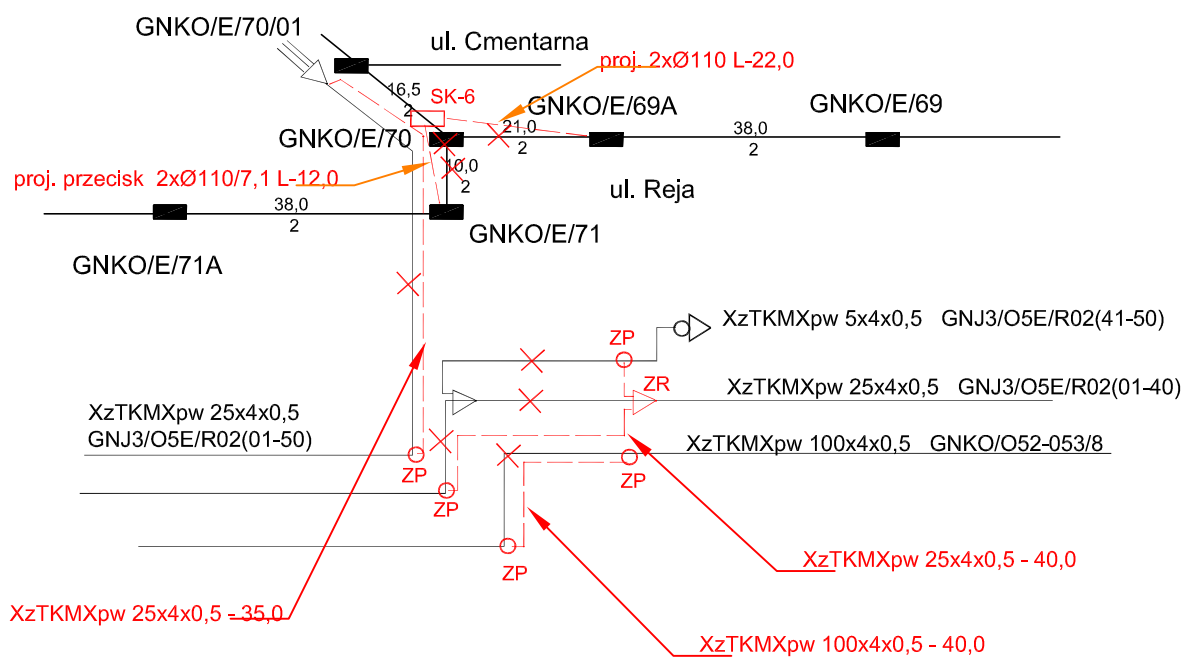 GNKO/E/70/01
ul. Cmentarna
proj. 2xØ110 L-22,0
16,5
2
SK-6
GNKO/E/69A
GNKO/E/69
GNKO/E/70
21,0
2
38,0
2
proj. przecisk 2xØ110/7,1 L-12,0
10,0
2
ul. Reja
38,0
2
GNKO/E/71
GNKO/E/71A
XzTKMXpw 5x4x0,5 GNJ3/O5E/R02(41-50)
ZP
ZR
XzTKMXpw 25x4x0,5 GNJ3/O5E/R02(01-40)
XzTKMXpw 25x4x0,5
GNJ3/O5E/R02(01-50)
XzTKMXpw 100x4x0,5 GNKO/O52-053/8
ZP
ZP
ZP
ZP
XzTKMXpw 25x4x0,5 - 40,0
XzTKMXpw 25x4x0,5 - 35,0
XzTKMXpw 100x4x0,5 - 40,0